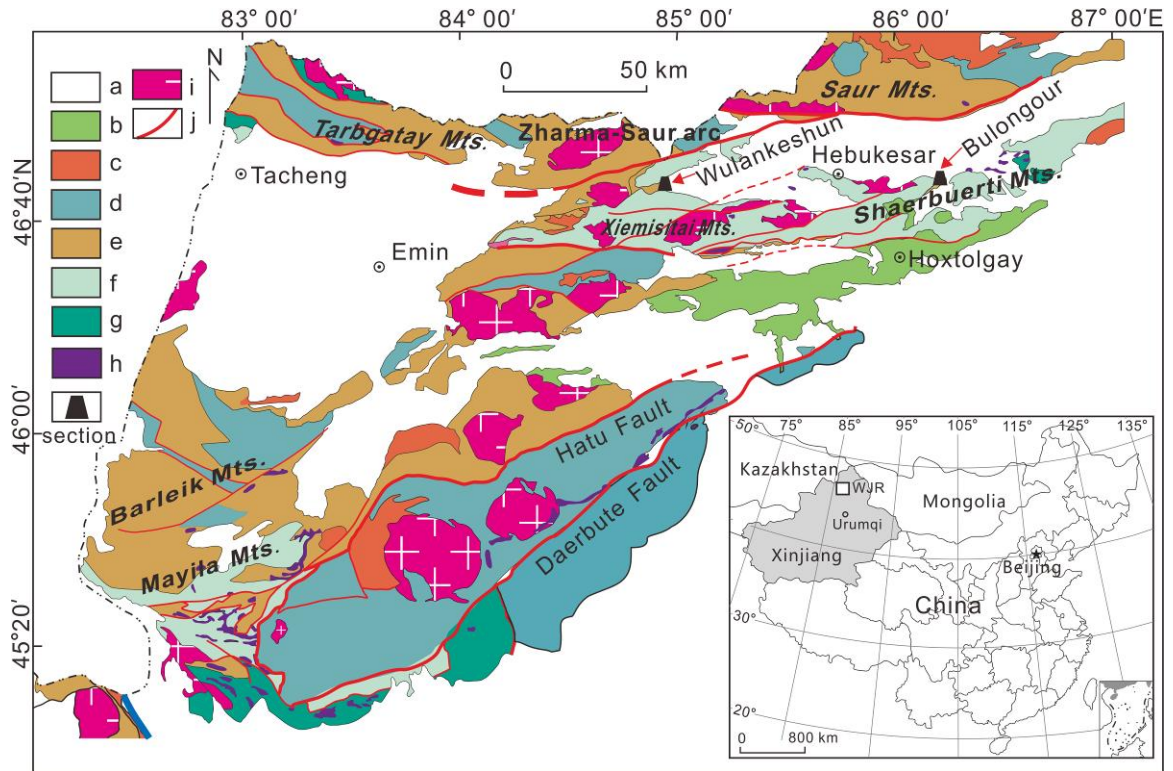 83 00'E
84 00'E
85 00'E
86 00'E
87 00'E
46°40'N
46°00'
45°20'
N
a
b
c
d
e
f
g
h
section
i
j
0 50 km
Saur Mts.
Tarbgatay Mts.
Zharma-Saur arc
Wulankeshun
Bulongour
Hebukesar
Tacheng
Shaerbuerti Mts.
Xiemisitai Mts.
Emin
Hoxtolgay
Hatu Fault
Daerbute Fault
Barleik Mts.
Mayila Mts.
50°
75
85
95
105
115
125
135
Kazakhstan
WJR
Mongolia
Urumqi
Xinjiang
Beijing
China
30°
20°
0 800 km